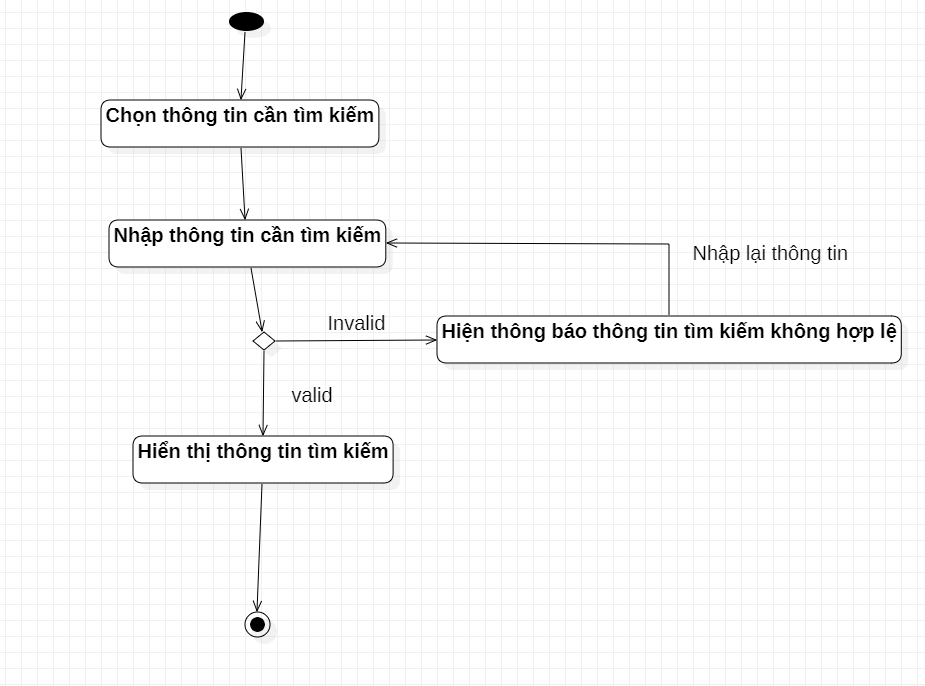 Chọn thông tin cần tìm kiếm
Nhập thông tin cần tìm kiếm
Nhập lại thông tin
Invalid
Hiện thông báo thông tin tìm kiếm không hợp lệ
valid
Hiển thị thông tin tìm kiếm